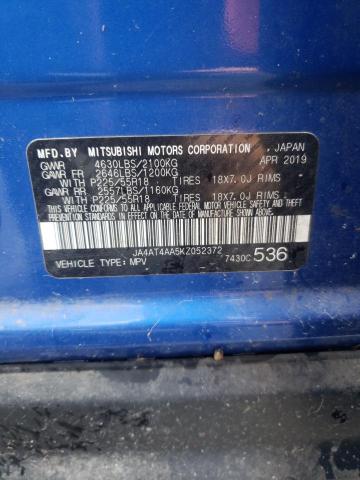 MFD.BY MITSUBISHI MOTORS CORPORATION , JAPAN
GVWR 4630LBS/2100KG APR 2019
GAWR FR 2646LBS/1200KG
WITH P225/55R18 TIRES 18X7.0J RIMS
GAWR RR 2557LBS/1160KG
WITH P225/55R18 TIRES 18X7.0J RIMS
THIS VEHICLE CONFORMS TO ALL APPLICABLE FEDERAL
MOTOR VEHICLE SAFETY AND THEFT PREVENTION STANDARDS
IN EFFECT ON THE DATE OF MANUFACTURE SHOWN ABOVE.
JA4AT4AA5KZ052372
VEHICLE TYPE: MPV 7430C 536